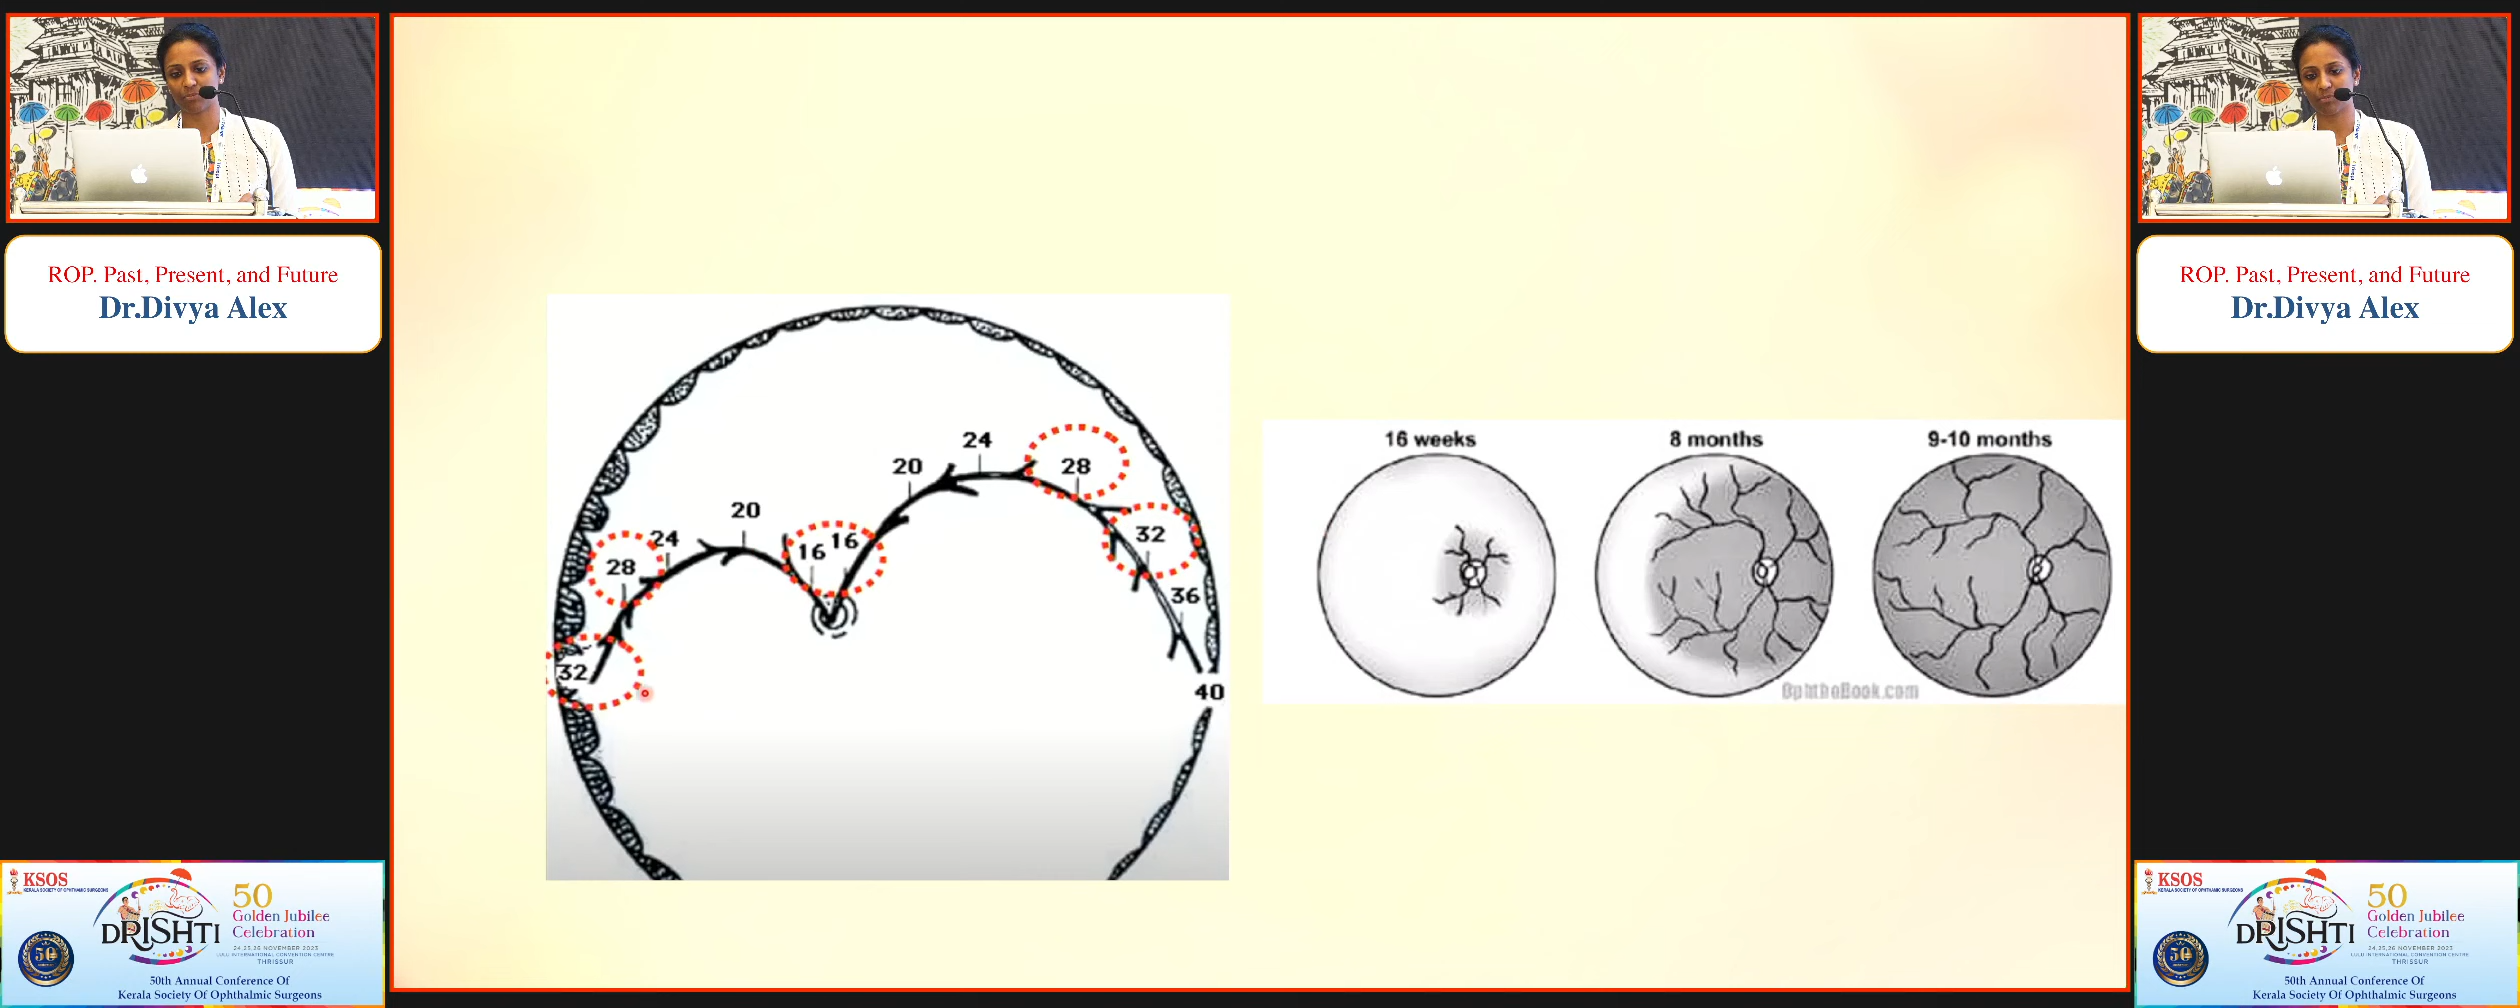 ROP. Past, Present, and Future
Dr.Divya Alex
KSOS
KERALA SOCIETY OF OPHTHALMIC SURGEONS
DRISHTI
50
Golden Jubilee
Celebration
24,25,26 NOVEMBER 2023
LULU INTERNATIONAL CONVENTION CENTRE
THRISSUR
50
50th Annual Conference Of
Kerala Society Of Ophthalmic Surgeons
24
20
28
20
32
24
16 16
28
36
32
40
16 weeks
8 months
9-10 months
OphthoBook.com
ROP. Past, Present, and Future
Dr.Divya Alex
KSOS
KERALA SOCIETY OF OPHTHALMIC SURGEONS
DRISHTI
50
Golden Jubilee
Celebration
24,25,26 NOVEMBER 2023
LULU INTERNATIONAL CONVENTION CENTRE
THRISSUR
50
50th Annual Conference Of
Kerala Society Of Ophthalmic Surgeons